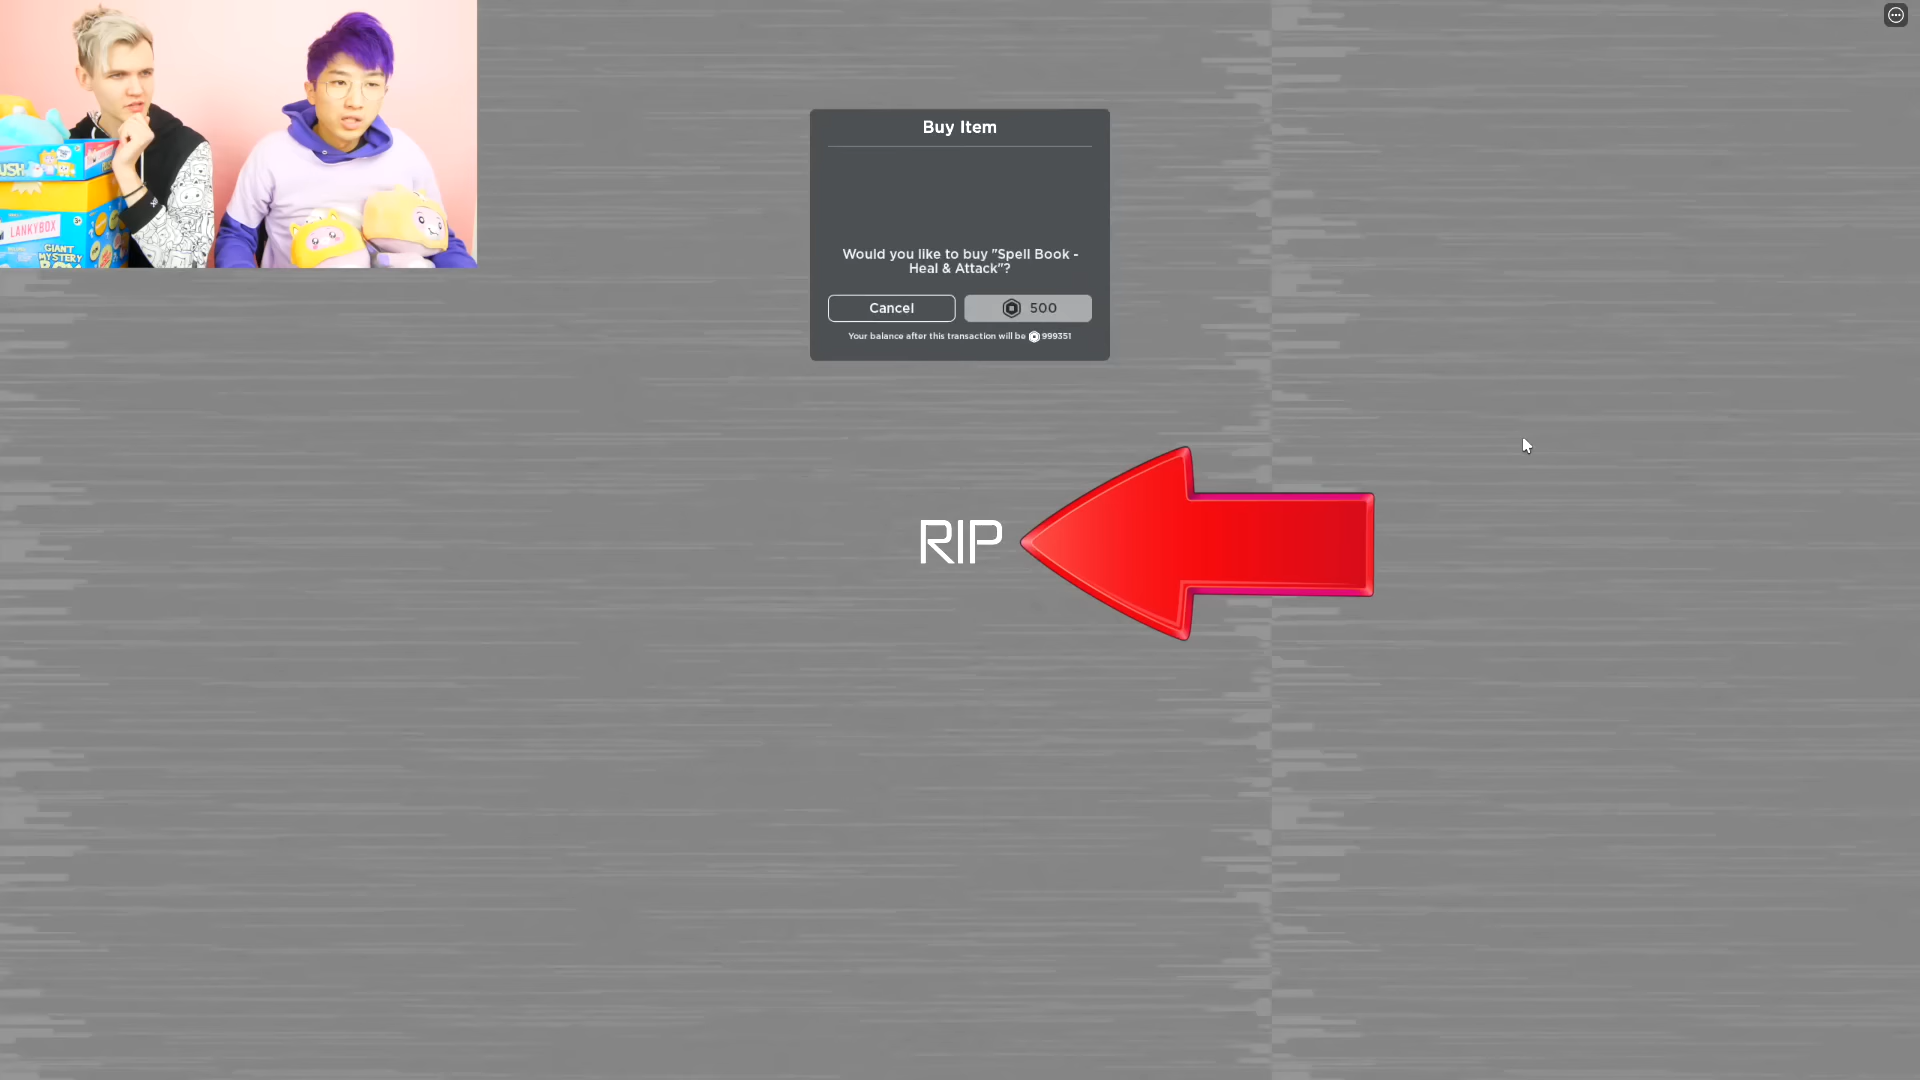 Buy Item
Would you like to buy "Spell Book -
Heal & Attack"?
Cancel
500
Your balance after this transaction will be 999351
RIP
USH
LANKYBOX
GIANT
MYSTERY